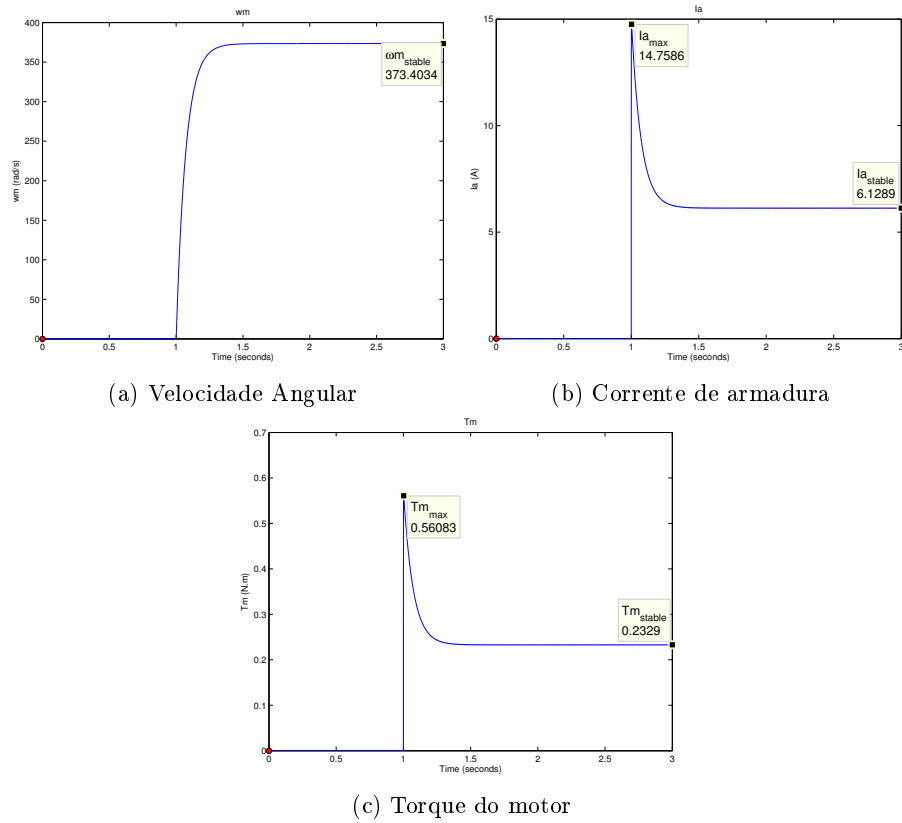 wm
400
350
300
250
200
150
100
50
0
wm (rad/s)
ωm stable
373.4034
0 0.5 1 1.5 2 2.5 3
Time (seconds)
(a) Velocidade Angular
Ia
15
10
5
0
Ia (A)
Ia max
14.7586
Ia stable
6.1289
0 0.5 1 1.5 2 2.5 3
Time (seconds)
(b) Corrente de armadura
Tm
0.7
0.6
0.5
0.4
0.3
0.2
0.1
0
Tm (N.m)
Tm max
0.56083
Tm stable
0.2329
0 0.5 1 1.5 2 2.5 3
Time (seconds)
(c) Torque do motor